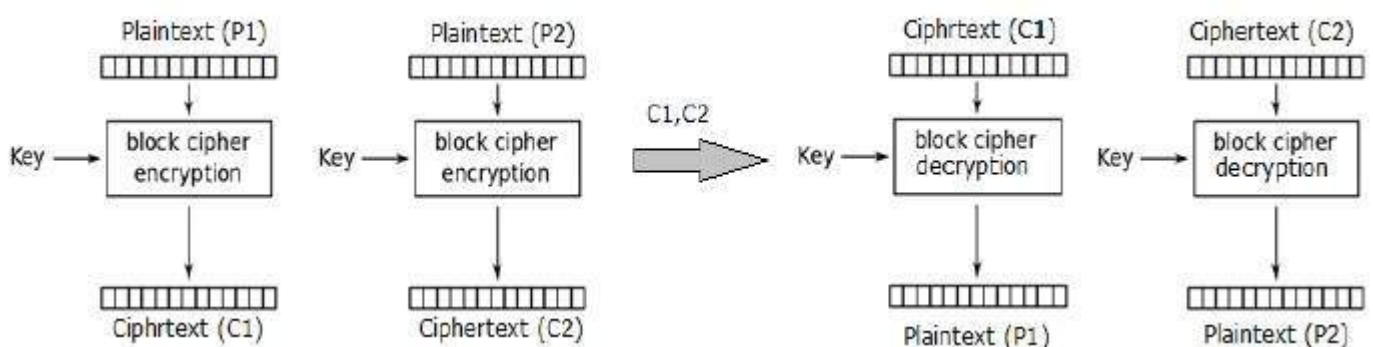 Plaintext (P1)
Key
block cipher
encryption
Ciphrtext (C1)
Plaintext (P2)
Key
block cipher
encryption
Ciphertext (C2)
C1,C2
Ciphrtext (C1)
Key
block cipher
decryption
Plaintext (P1)
Ciphertext (C2)
Key
block cipher
decryption
Plaintext (P2)